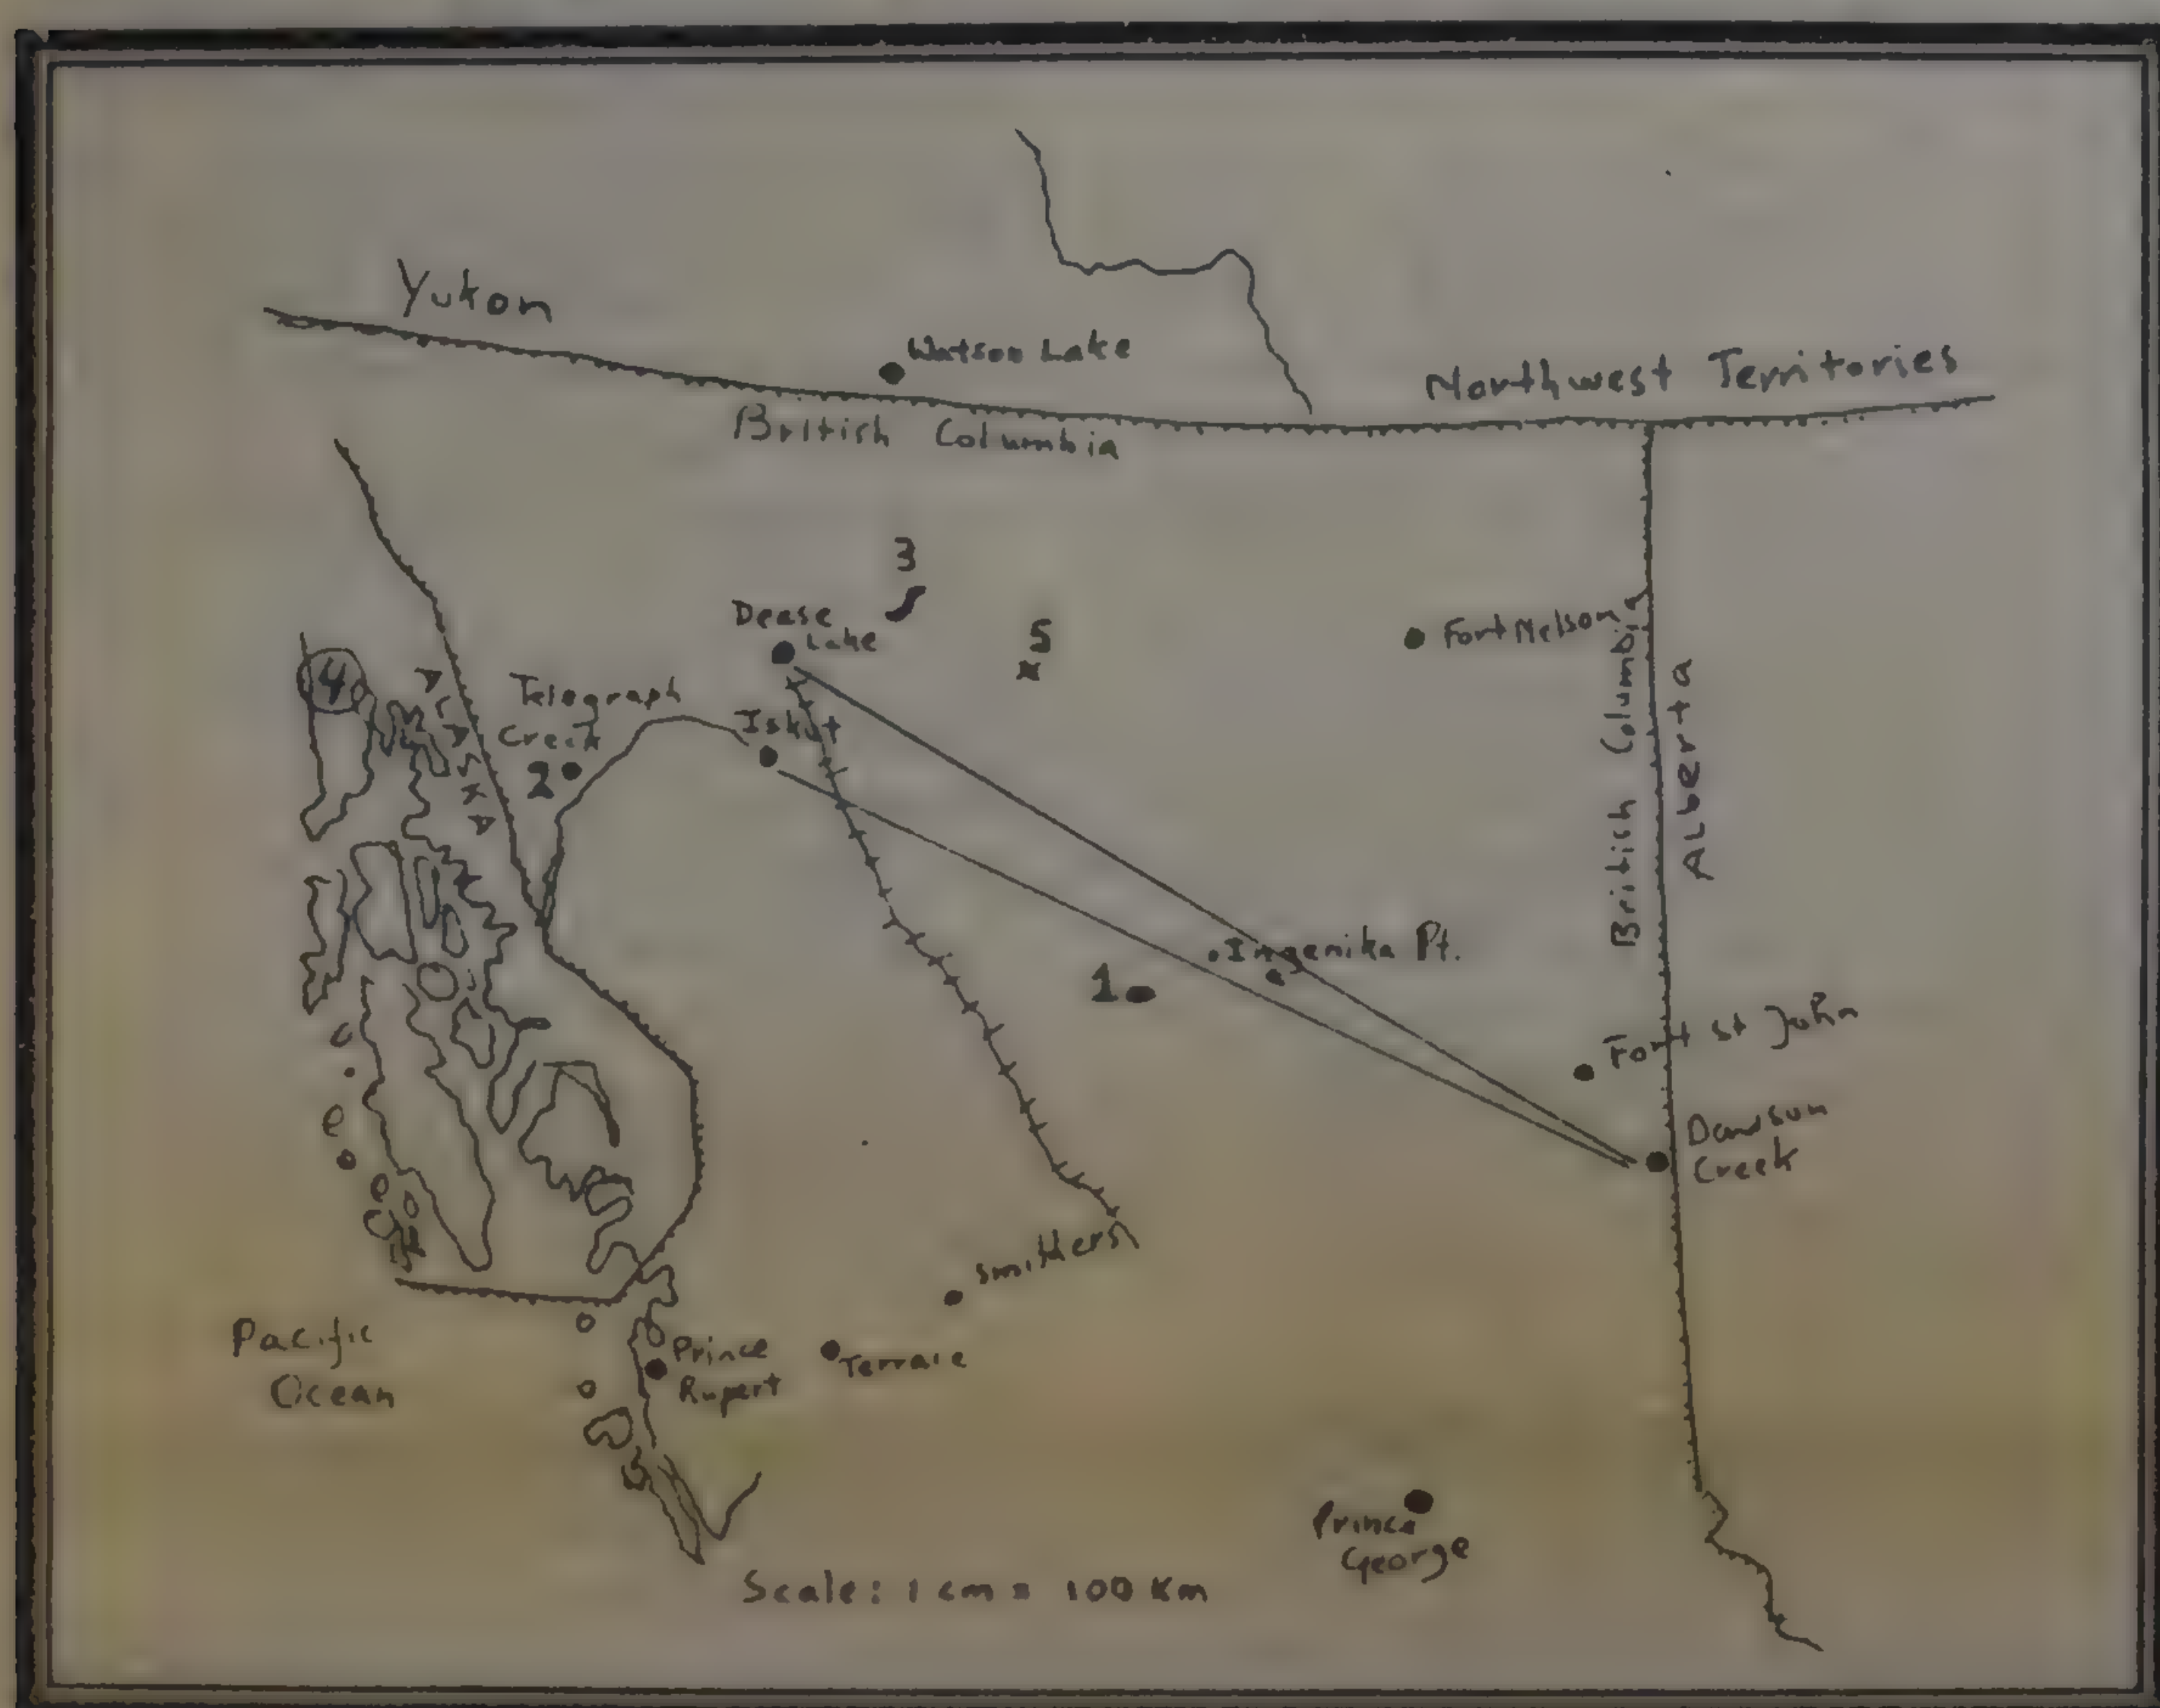 Yukon
Watson Lake
Northwest Territories
British Columbia
3
Dease
Lake
5
Fort Nelson
4
ALASKA
Telegraph
Creek
2
Iskut
British Columbia
Alberta
Ingenika Pt.
1
Fort St John
Dawson
Creek
Smithers
Pacific
Ocean
Prince
Rupert
Terrace
Prince
George
Scale: 1 cm = 100 Km